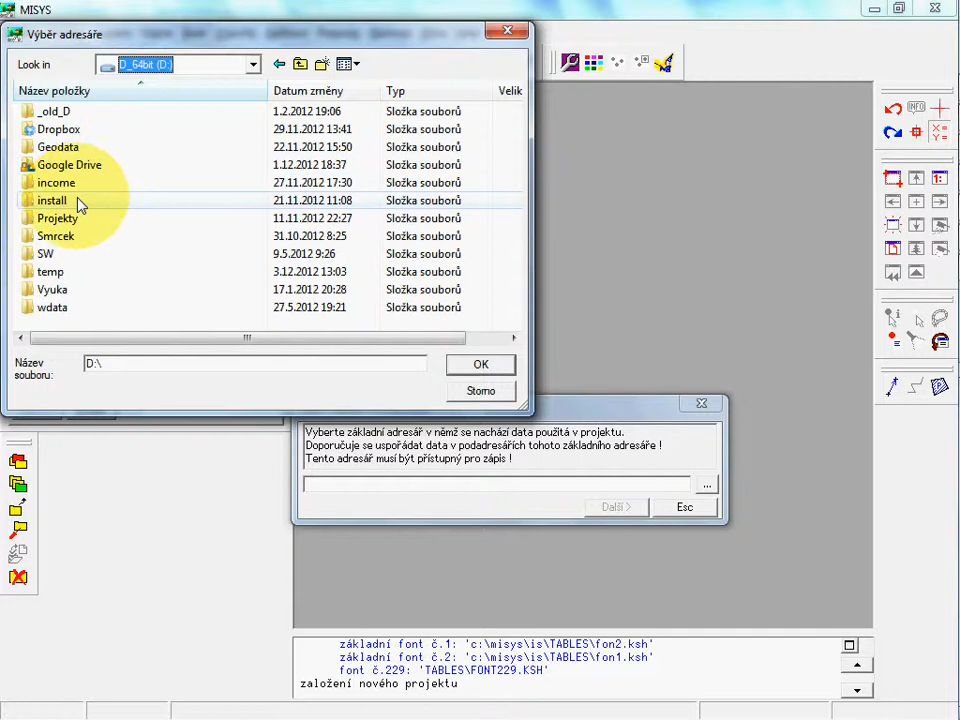 MISYS
Výběr adresáře
Look in D_64bit (D:)
Název položky Datum změny Typ Velik
_old_D 1.2.2012 19:06 Složka souborů
Dropbox 29.11.2012 13:41 Složka souborů
Geodata 22.11.2012 15:50 Složka souborů
Google Drive 1.12.2012 18:37 Složka souborů
income 27.11.2012 17:30 Složka souborů
install 21.11.2012 11:08 Složka souborů
Projekty 11.11.2012 22:27 Složka souborů
Smrcek 31.10.2012 8:25 Složka souborů
SW 9.5.2012 9:26 Složka souborů
temp 3.12.2012 13:03 Složka souborů
Vyuka 17.1.2012 20:28 Složka souborů
wdata 27.5.2012 19:21 Složka souborů
Název souboru: D:\ OK
Storno
INFO
X=
Y=
1:
Vyberte základní adresář v němž se nachází data použitá v projektu.
Doporučuje se uspořádat data v podadresářích tohoto základního adresáře !
Tento adresář musí být přístupný pro zápis !
...
Další > Esc
základní font č.1: 'c:\misys\is\TABLES\fon2.ksh'
základní font č.2: 'c:\misys\is\TABLES\fon1.ksh'
font č.229: 'TABLES\FONT229.KSH'
založení nového projektu